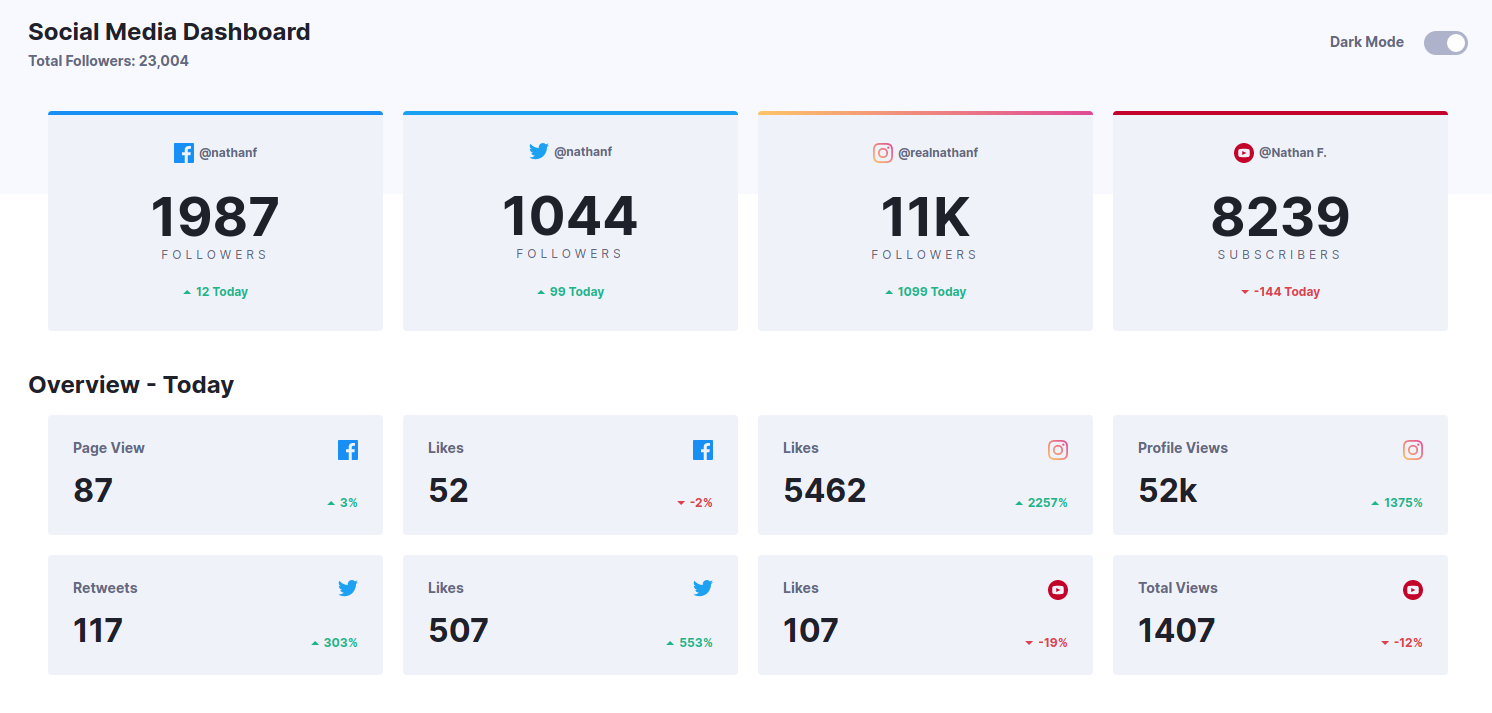 Social Media Dashboard
Total Followers: 23,004
Dark Mode
@nathanf
1987
FOLLOWERS
12 Today
@nathanf
1044
FOLLOWERS
99 Today
@realnathanf
11K
FOLLOWERS
1099 Today
@Nathan F.
8239
SUBSCRIBERS
-144 Today
Overview - Today
Page View
87
3%
Likes
52
-2%
Likes
5462
2257%
Profile Views
52k
1375%
Retweets
117
303%
Likes
507
553%
Likes
107
-19%
Total Views
1407
-12%